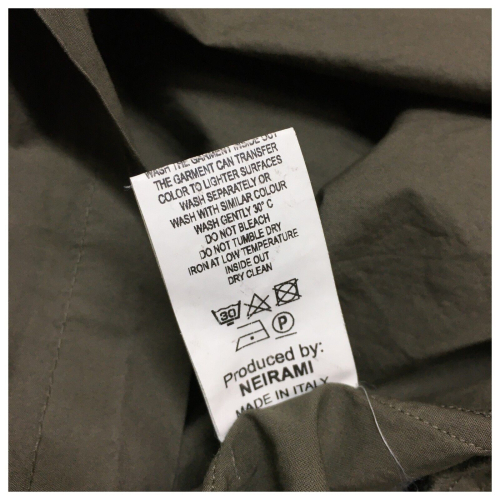 WASH THE GARMENT INSIDE OUT
THE GARMENT CAN TRANSFER
COLOR TO LIGHTER SURFACES
WASH SEPARATELY OR
WASH WITH SIMILAR COLOUR
WASH GENTLY 30° C
DO NOT BLEACH
DO NOT TUMBLE DRY
IRON AT LOW TEMPERATURE
INSIDE OUT
DRY CLEAN
30
P
Produced by:
NEIRAMI
MADE IN ITALY